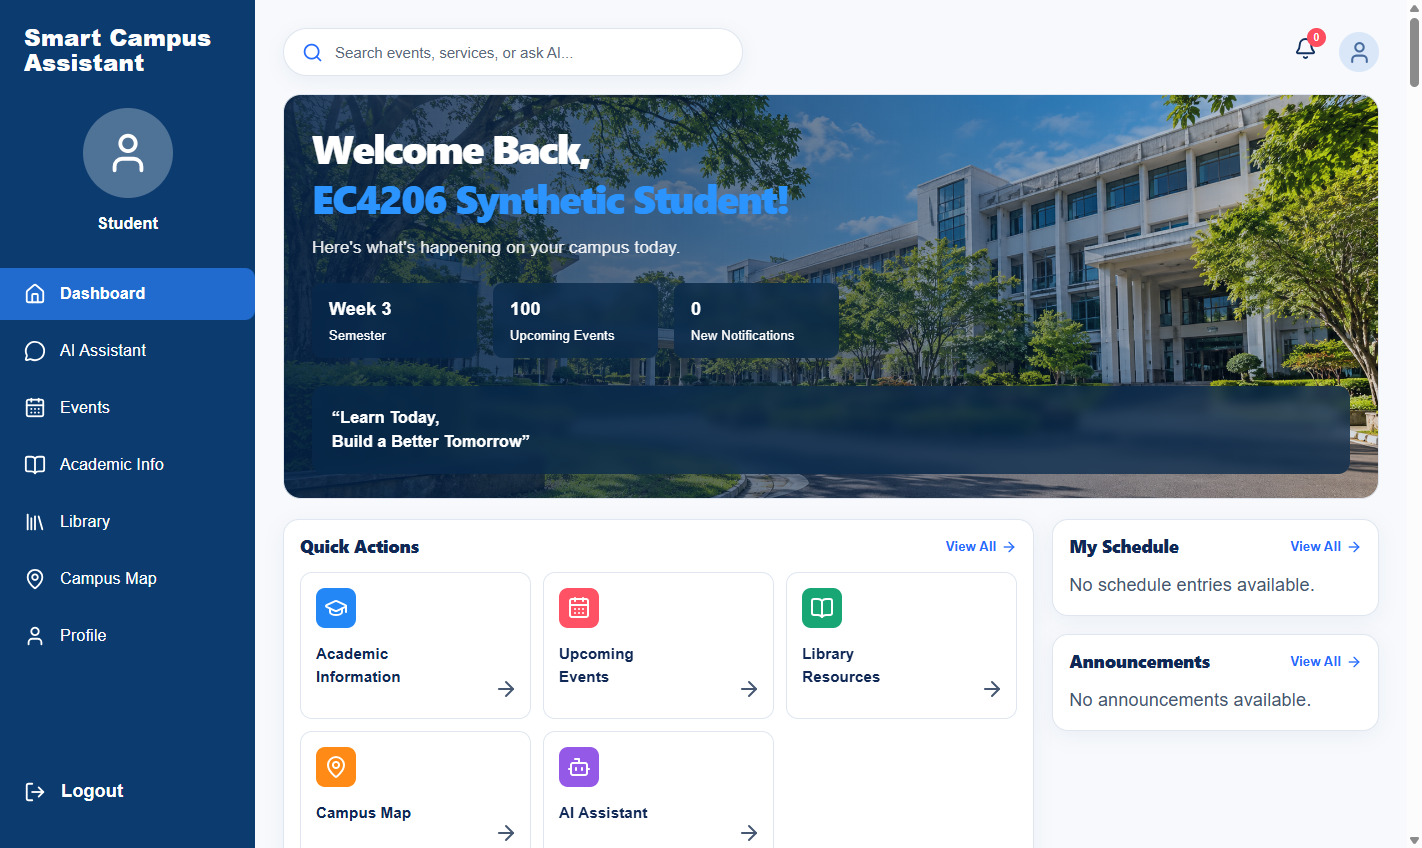 Smart Campus
Assistant
Student
Dashboard
AI Assistant
Events
Academic Info
Library
Campus Map
Profile
Logout
Search events, services, or ask AI...
0
Welcome Back,
EC4206 Synthetic Student!
Here's what's happening on your campus today.
Week 3
Semester
100
Upcoming Events
0
New Notifications
“Learn Today,
Build a Better Tomorrow”
Quick Actions
View All
Academic
Information
Upcoming
Events
Library
Resources
Campus Map
AI Assistant
My Schedule
View All
No schedule entries available.
Announcements
View All
No announcements available.